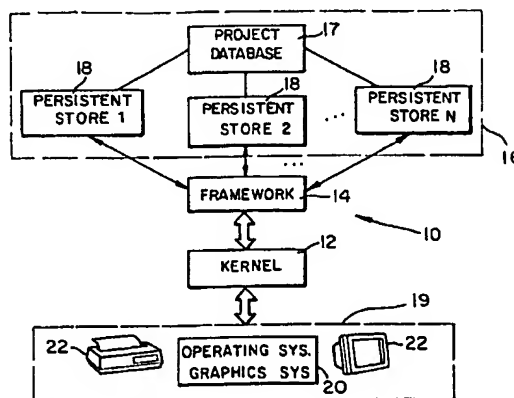 17
PROJECT
DATABASE
18
18
18
PERSISTENT
STORE 1
PERSISTENT
STORE 2
...
PERSISTENT
STORE N
16
...
FRAMEWORK
14
10
12
KERNEL
19
22
OPERATING SYS.
GRAPHICS SYS
20
22